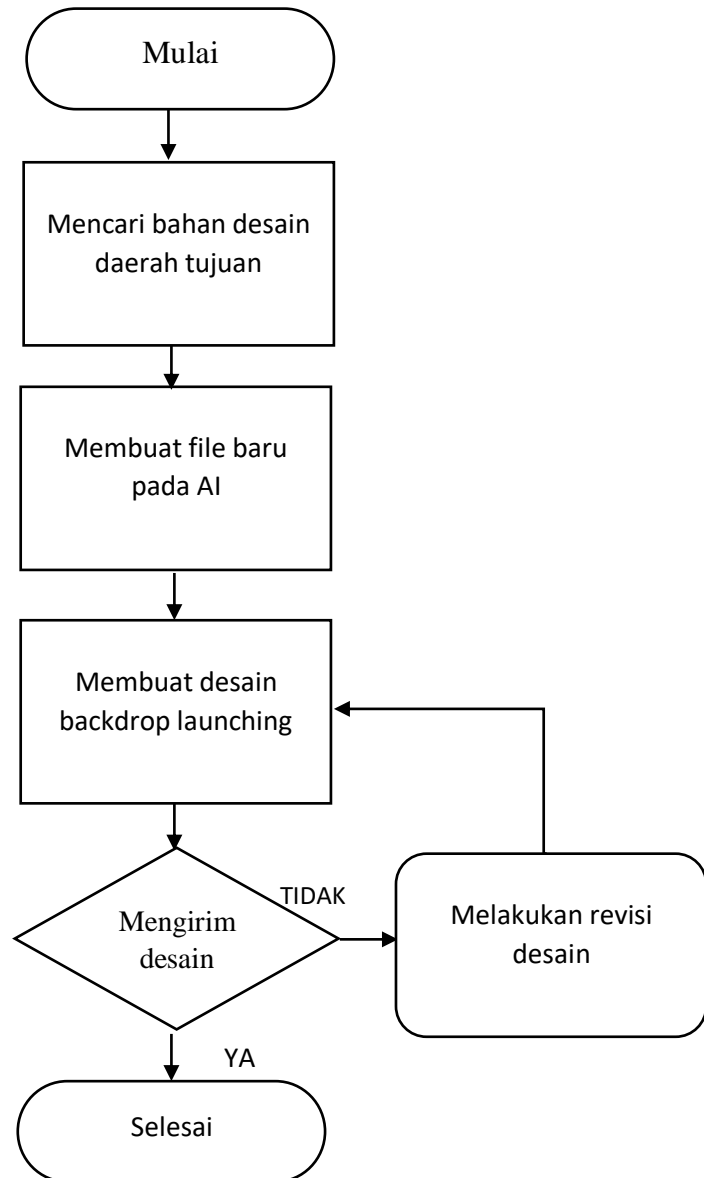 Mulai
Mencari bahan desain
daerah tujuan
Membuat file baru
pada AI
Membuat desain
backdrop launching
TIDAK
Mengirim
desain
Melakukan revisi
desain
YA
Selesai